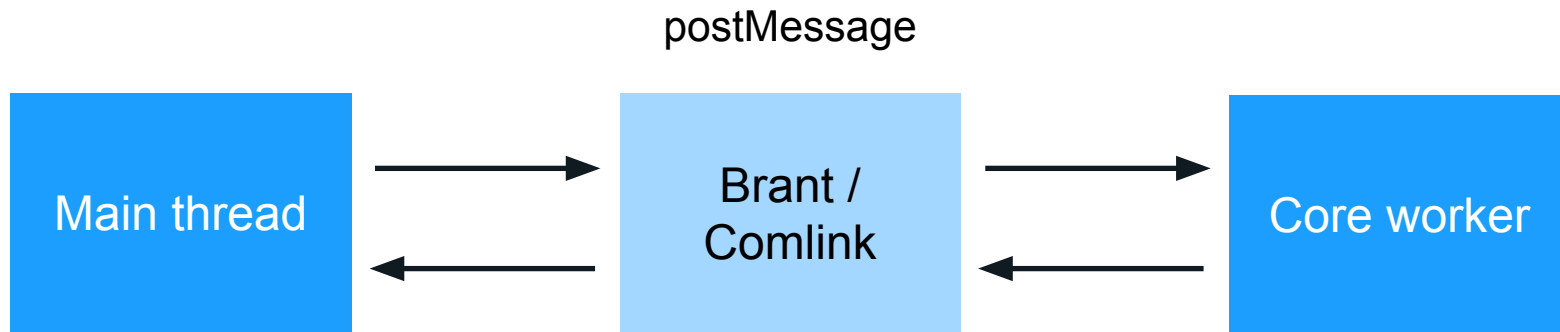 postMessage
Main thread
Brant /
Comlink
Core worker